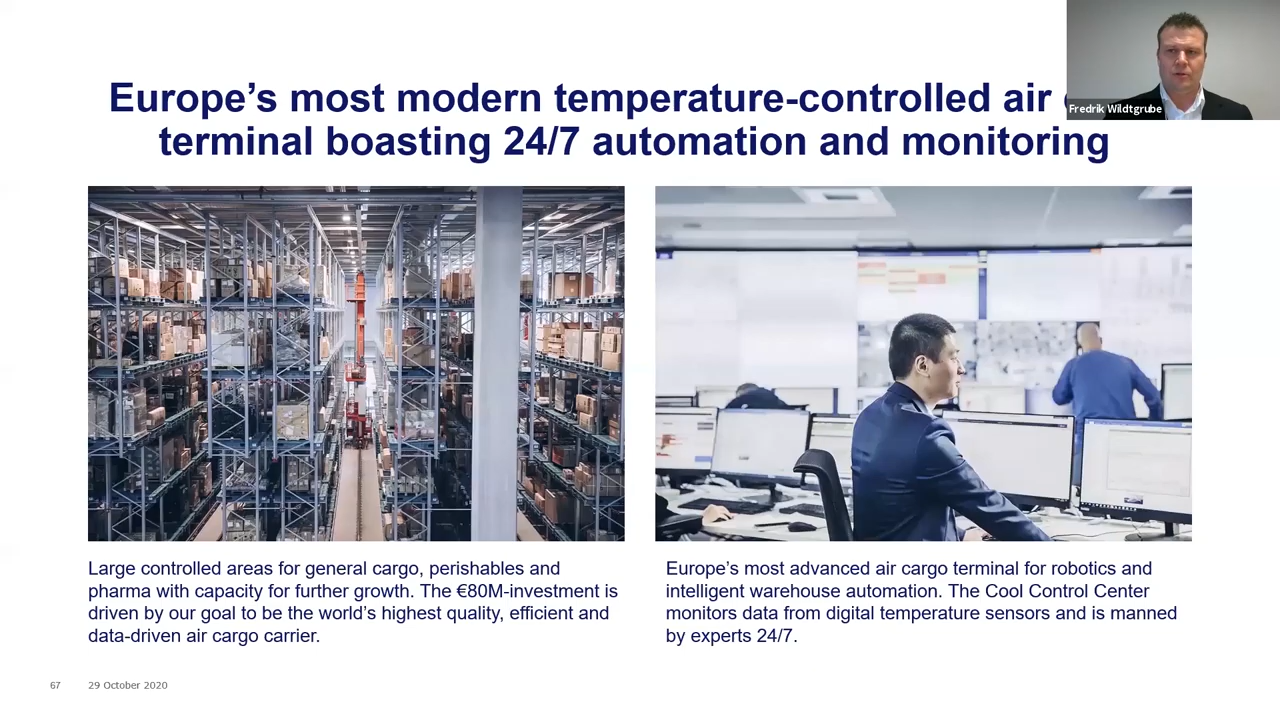 Europe’s most modern temperature-controlled air
terminal boasting 24/7 automation and monitoring
Fredrik Wildtgrube
Large controlled areas for general cargo, perishables and
pharma with capacity for further growth. The €80M-investment is
driven by our goal to be the world’s highest quality, efficient and
data-driven air cargo carrier.
Europe’s most advanced air cargo terminal for robotics and
intelligent warehouse automation. The Cool Control Center
monitors data from digital temperature sensors and is manned
by experts 24/7.
67 29 October 2020